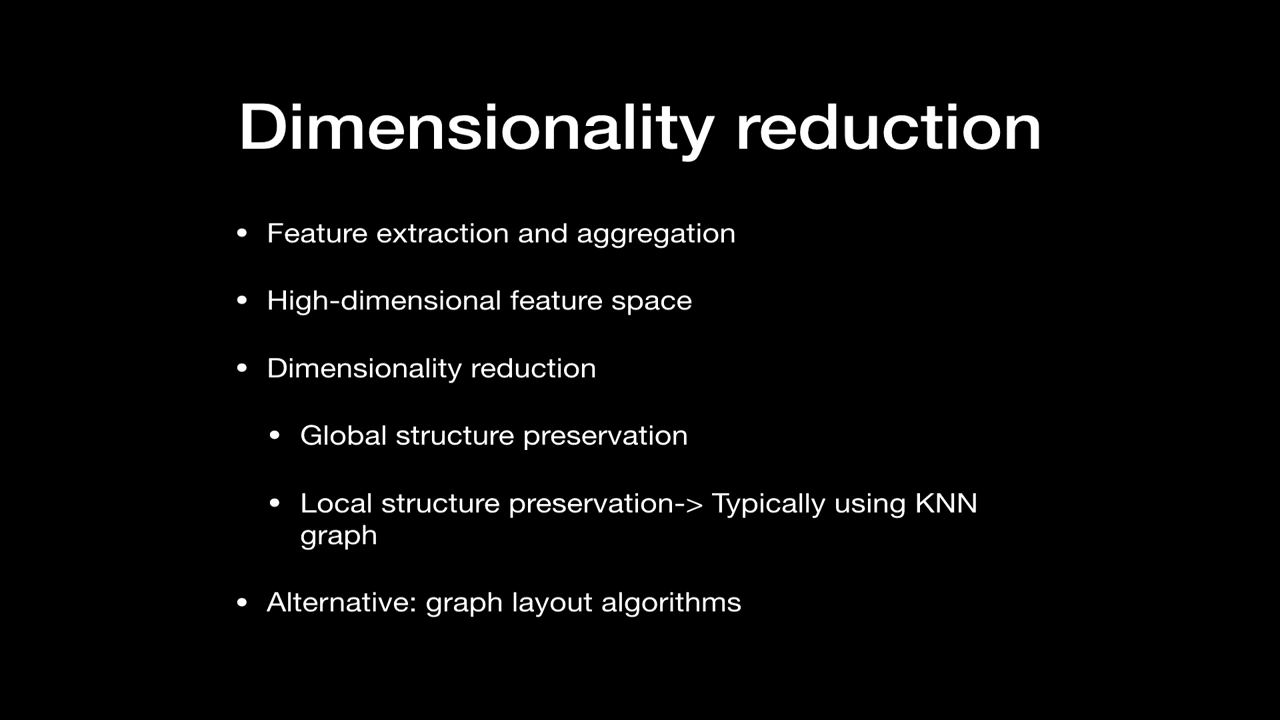 Dimensionality reduction
• Feature extraction and aggregation
• High-dimensional feature space
• Dimensionality reduction
• Global structure preservation
• Local structure preservation-> Typically using KNN
graph
• Alternative: graph layout algorithms